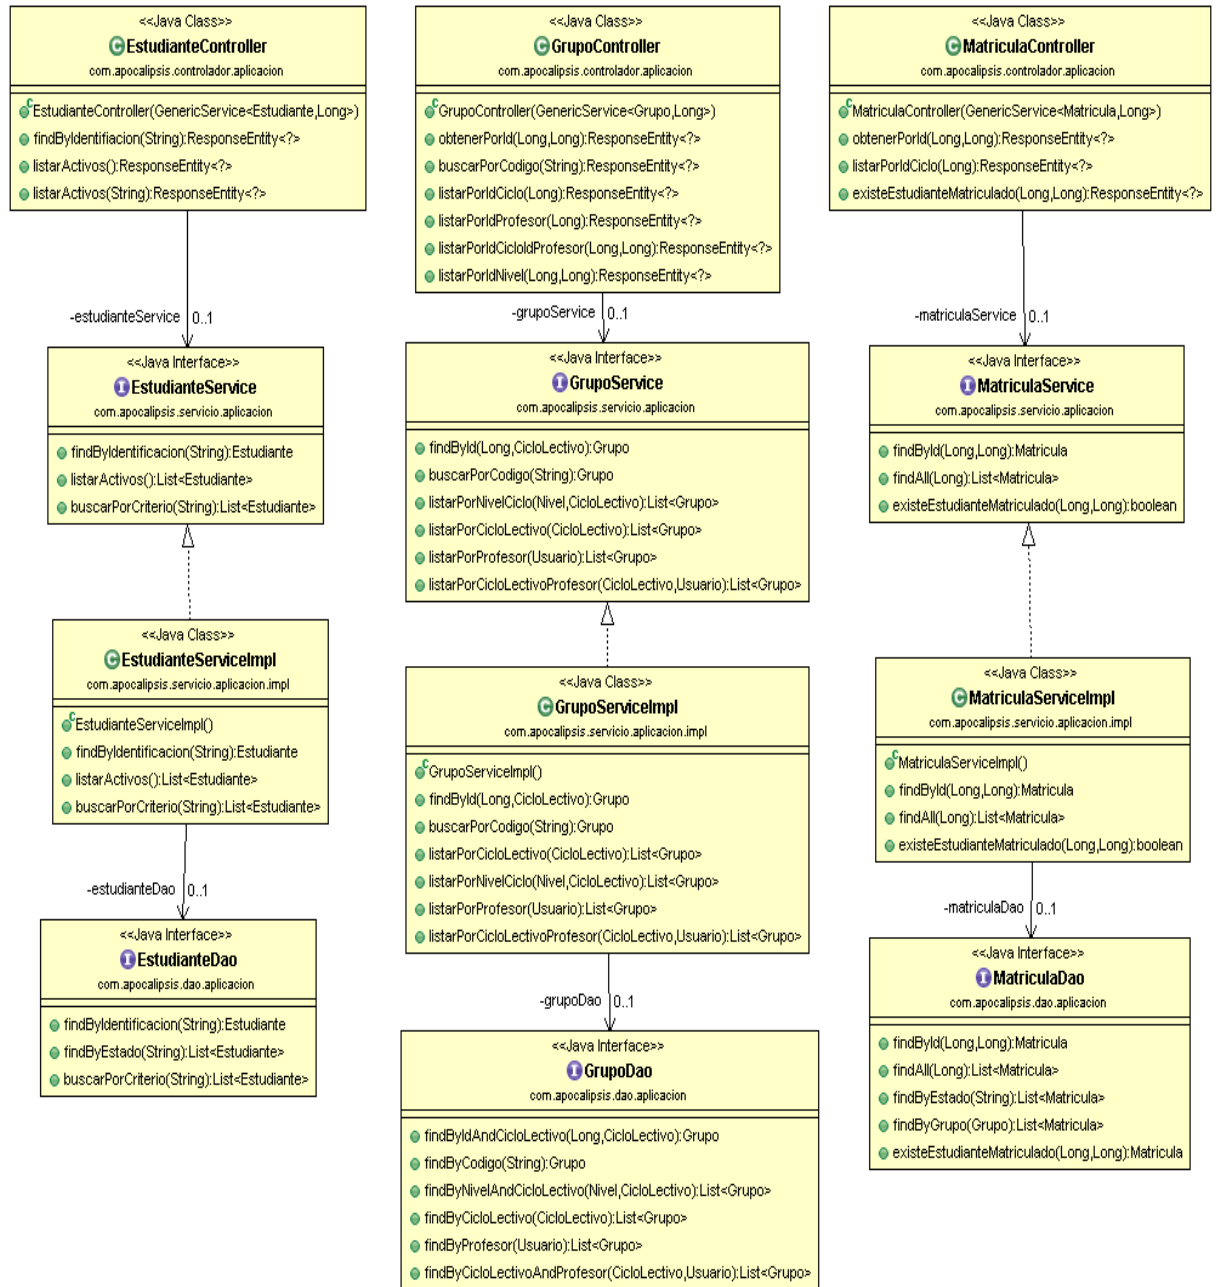 <<Java Class>>
EstudianteController
com.apocalipsis.controlador.aplicacion
EstudianteController(GenericService<Estudiante,Long>)
findByIdentifiacion(String):ResponseEntity<?>
listarActivos():ResponseEntity<?>
listarActivos(String):ResponseEntity<?>
-estudianteService 0..1
<<Java Interface>>
EstudianteService
com.apocalipsis.servicio.aplicacion
findByIdentificacion(String):Estudiante
listarActivos():List<Estudiante>
buscarPorCriterio(String):List<Estudiante>
<<Java Class>>
EstudianteServiceImpl
com.apocalipsis.servicio.aplicacion.impl
EstudianteServiceImpl()
findByIdentificacion(String):Estudiante
listarActivos():List<Estudiante>
buscarPorCriterio(String):List<Estudiante>
-estudianteDao 0..1
<<Java Interface>>
EstudianteDao
com.apocalipsis.dao.aplicacion
findByIdentificacion(String):Estudiante
findByEstado(String):List<Estudiante>
buscarPorCriterio(String):List<Estudiante>
<<Java Class>>
GrupoController
com.apocalipsis.controlador.aplicacion
GrupoController(GenericService<Grupo,Long>)
obtenerPorId(Long,Long):ResponseEntity<?>
buscarPorCodigo(String):ResponseEntity<?>
listarPorIdCiclo(Long):ResponseEntity<?>
listarPorIdProfesor(Long):ResponseEntity<?>
listarPorIdCicloIdProfesor(Long,Long):ResponseEntity<?>
listarPorIdNivel(Long,Long):ResponseEntity<?>
-grupoService 0..1
<<Java Interface>>
GrupoService
com.apocalipsis.servicio.aplicacion
findById(Long,CicloLectivo):Grupo
buscarPorCodigo(String):Grupo
listarPorNivelCiclo(Nivel,CicloLectivo):List<Grupo>
listarPorCicloLectivo(CicloLectivo):List<Grupo>
listarPorProfesor(Usuario):List<Grupo>
listarPorCicloLectivoProfesor(CicloLectivo,Usuario):List<Grupo>
<<Java Class>>
GrupoServiceImpl
com.apocalipsis.servicio.aplicacion.impl
GrupoServiceImpl()
findById(Long,CicloLectivo):Grupo
buscarPorCodigo(String):Grupo
listarPorCicloLectivo(CicloLectivo):List<Grupo>
listarPorNivelCiclo(Nivel,CicloLectivo):List<Grupo>
listarPorProfesor(Usuario):List<Grupo>
listarPorCicloLectivoProfesor(CicloLectivo,Usuario):List<Grupo>
-grupoDao 0..1
<<Java Interface>>
GrupoDao
com.apocalipsis.dao.aplicacion
findByIdAndCicloLectivo(Long,CicloLectivo):Grupo
findByCodigo(String):Grupo
findByNivelAndCicloLectivo(Nivel,CicloLectivo):List<Grupo>
findByCicloLectivo(CicloLectivo):List<Grupo>
findByProfesor(Usuario):List<Grupo>
findByCicloLectivoAndProfesor(CicloLectivo,Usuario):List<Grupo>
<<Java Class>>
MatriculaController
com.apocalipsis.controlador.aplicacion
MatriculaController(GenericService<Matricula,Long>)
obtenerPorId(Long,Long):ResponseEntity<?>
listarPorIdCiclo(Long):ResponseEntity<?>
existeEstudianteMatriculado(Long,Long):ResponseEntity<?>
-matriculaService 0..1
<<Java Interface>>
MatriculaService
com.apocalipsis.servicio.aplicacion
findById(Long,Long):Matricula
findAll(Long):List<Matricula>
existeEstudianteMatriculado(Long,Long):boolean
<<Java Class>>
MatriculaServiceImpl
com.apocalipsis.servicio.aplicacion.impl
MatriculaServiceImpl()
findById(Long,Long):Matricula
findAll(Long):List<Matricula>
existeEstudianteMatriculado(Long,Long):boolean
-matriculaDao 0..1
<<Java Interface>>
MatriculaDao
com.apocalipsis.dao.aplicacion
findById(Long,Long):Matricula
findAll(Long):List<Matricula>
findByEstado(String):List<Matricula>
findByGrupo(Grupo):List<Matricula>
existeEstudianteMatriculado(Long,Long):Matricula